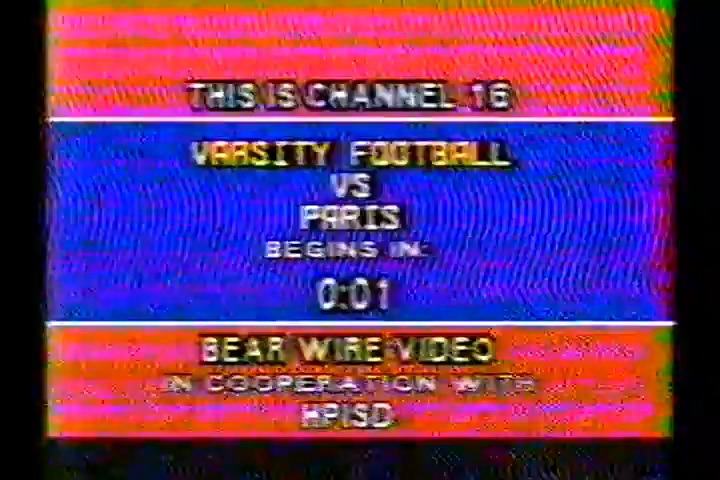 THIS IS CHANNEL 16
VARSITY FOOTBALL
VS
PARIS
BEGINS IN:
0:01
BEAR WIRE VIDEO
IN COOPERATION WITH
HPISD